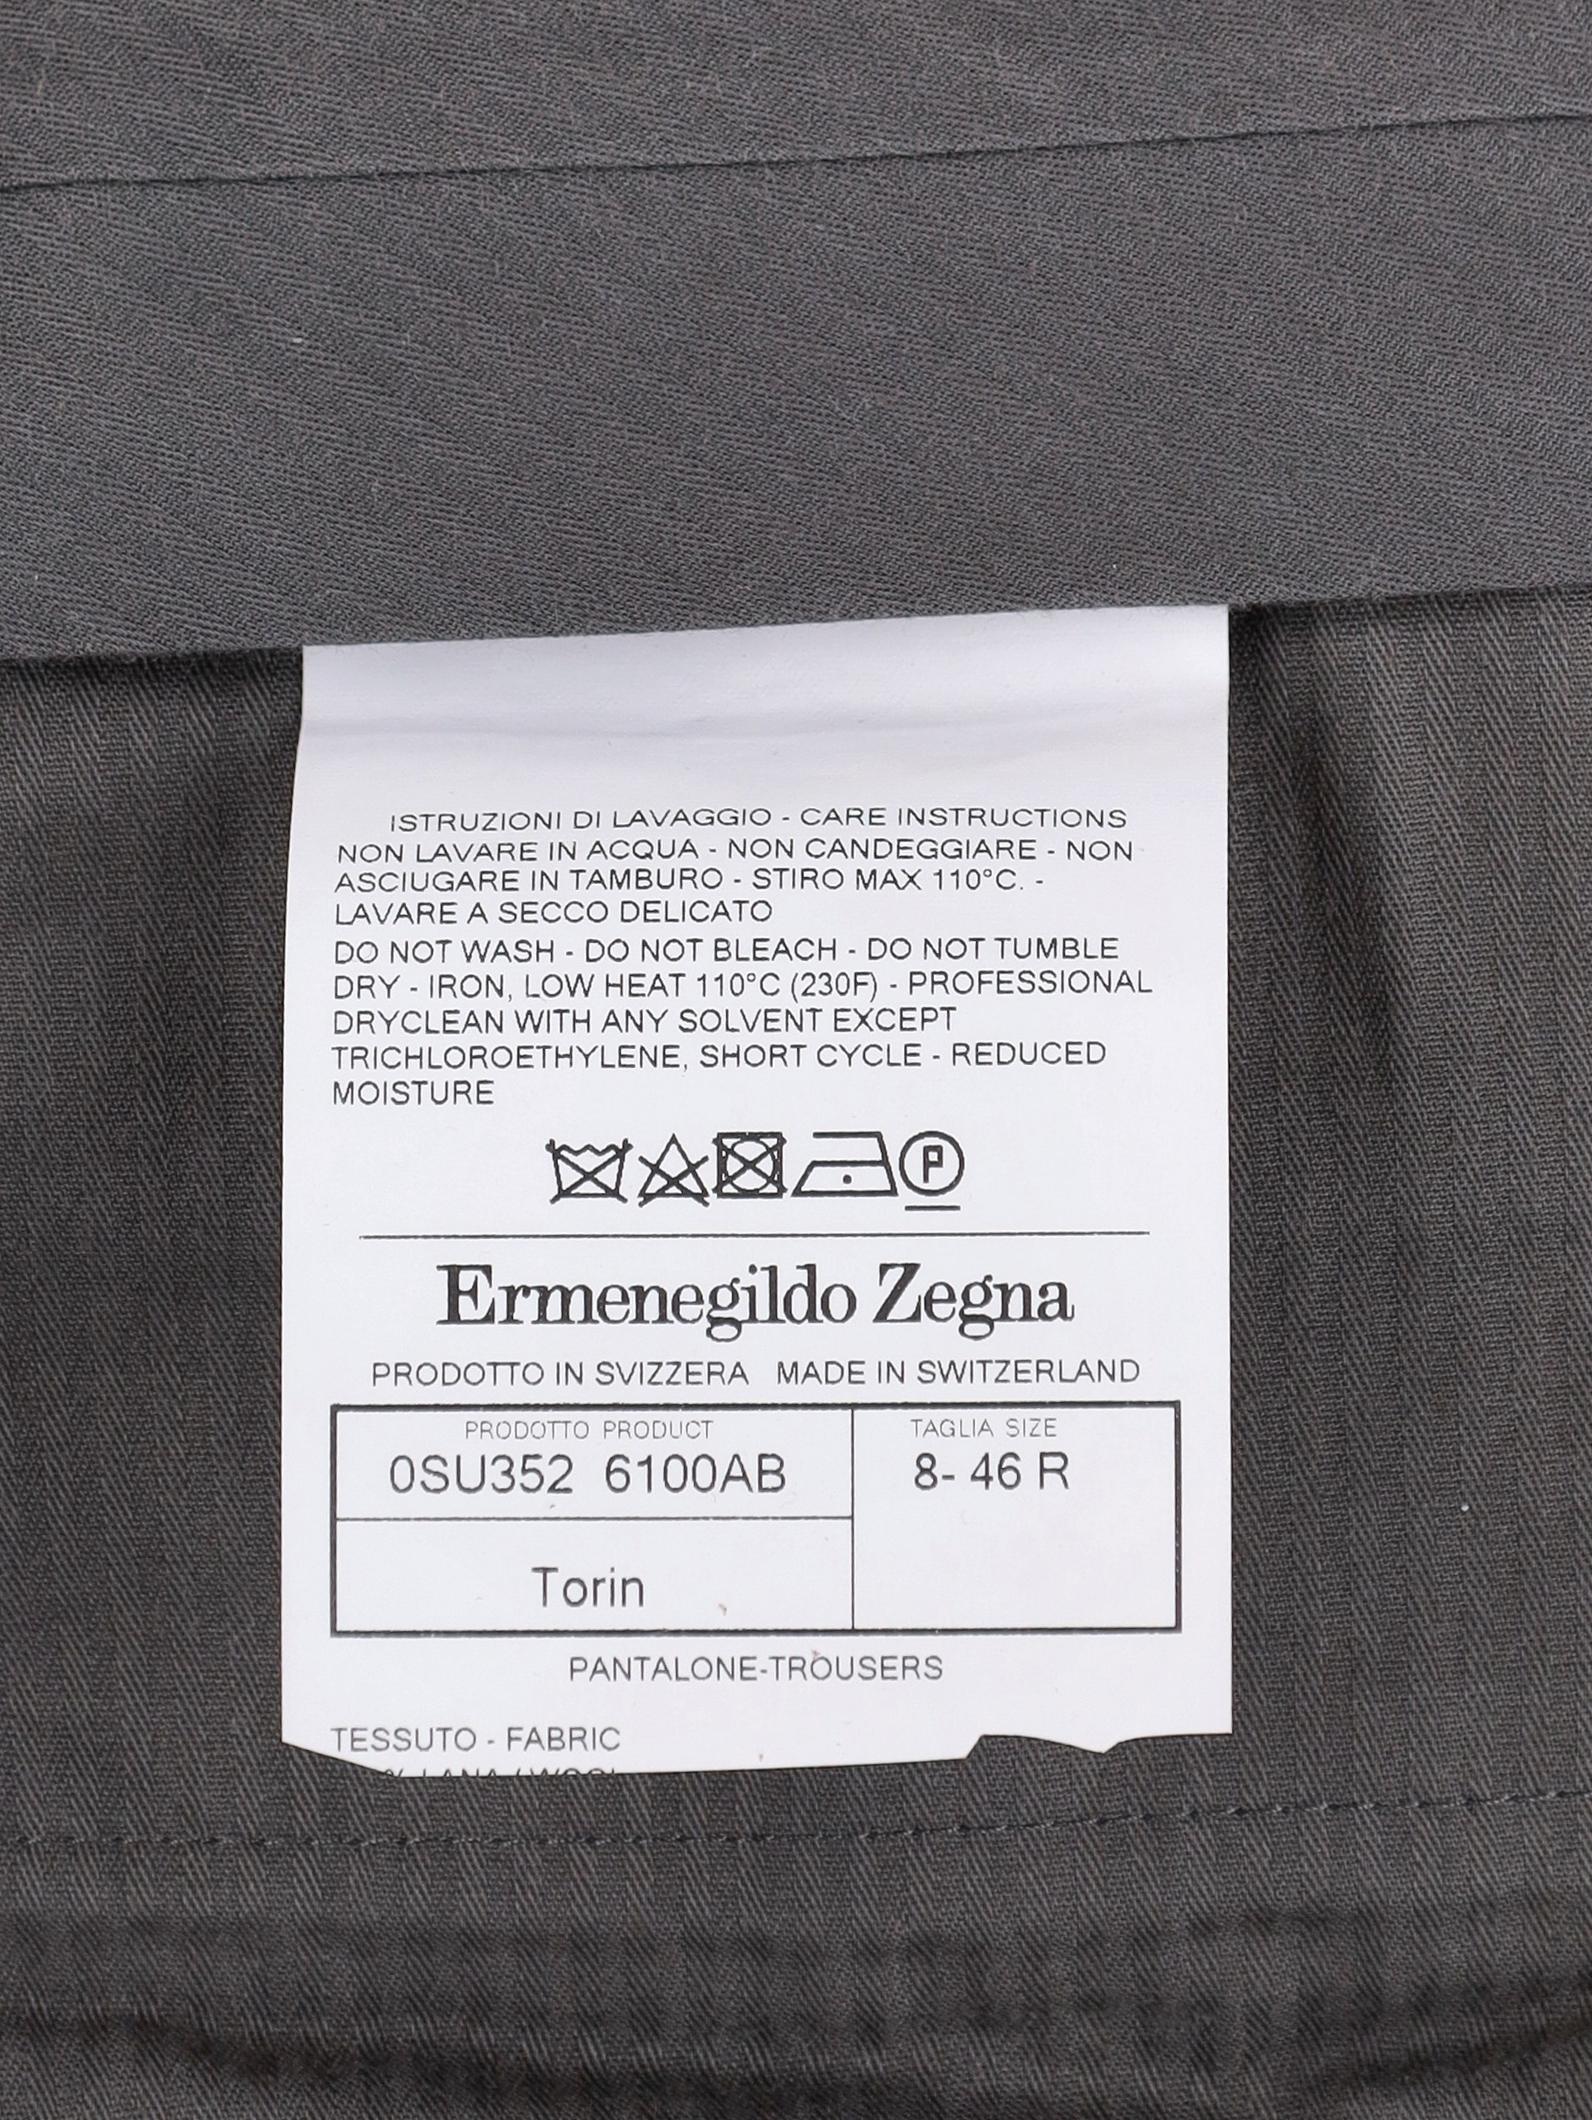 ISTRUZIONI DI LAVAGGIO - CARE INSTRUCTIONS
NON LAVARE IN ACQUA - NON CANDEGGIARE - NON
ASCIUGARE IN TAMBURO - STIRO MAX 110°C. -
LAVARE A SECCO DELICATO
DO NOT WASH - DO NOT BLEACH - DO NOT TUMBLE
DRY - IRON, LOW HEAT 110°C (230F) - PROFESSIONAL
DRYCLEAN WITH ANY SOLVENT EXCEPT
TRICHLOROETHYLENE, SHORT CYCLE - REDUCED
MOISTURE
P
Ermenegildo Zegna
PRODOTTO IN SVIZZERA MADE IN SWITZERLAND
PRODOTTO PRODUCT
0SU352 6100AB
TAGLIA SIZE
8- 46 R
Torin
PANTALONE-TROUSERS
TESSUTO - FABRIC
% LANA / WOOL